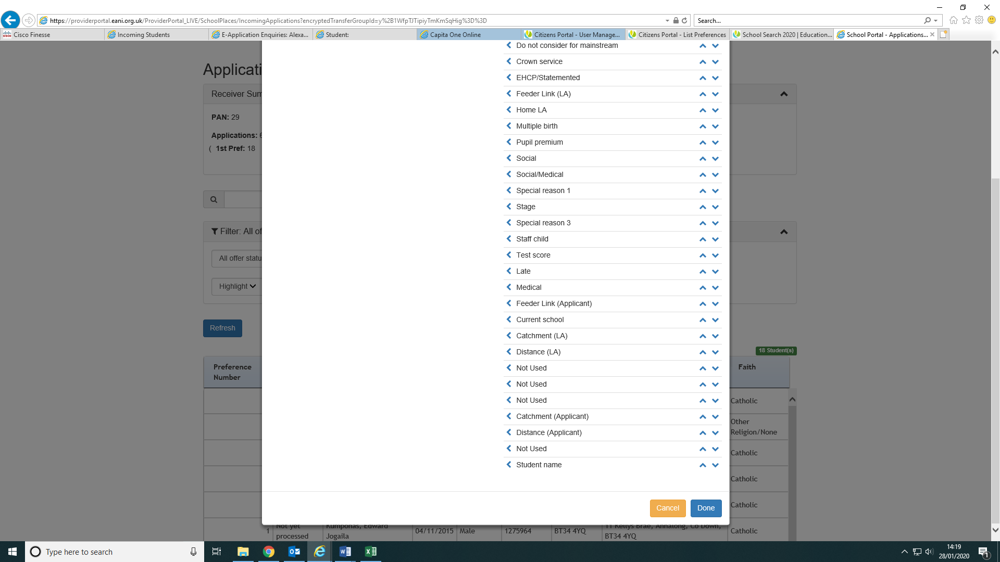 https://providerportal.eani.org.uk/ProviderPortal_LIVE/SchoolPlaces/IncomingApplications?encryptedTransferGroupId=y%2B1WfpTJTipiyTmKmSqHig%3D%3D
Search...
Cisco Finesse
Incoming Students
E-Application Enquiries: Alexa...
Student:
Capita One Online
Citizens Portal - User Manage...
Citizens Portal - List Preferences
School Search 2020 | Education...
School Portal - Applications...
Applicati
Receiver Sum
PAN: 29
Applications: 6
( 1st Pref: 18
Filter: All of
All offer statu
Highlight
Refresh
18 Student(s)
Preference Number
Faith
Do not consider for mainstream
Crown service
EHCP/Statemented
Feeder Link (LA)
Home LA
Multiple birth
Pupil premium
Social
Social/Medical
Special reason 1
Stage
Special reason 3
Staff child
Test score
Late
Medical
Feeder Link (Applicant)
Current school
Catchment (LA)
Distance (LA)
Not Used
Not Used
Not Used
Catchment (Applicant)
Distance (Applicant)
Not Used
Student name
Cancel
Done
Catholic
Other
Religion/None
Catholic
Catholic
Catholic
1
Not yet
processed
Kumponas, Edward
Jogaila
04/11/2015
Male
1275964
BT34 4YQ
11 Kellys Brae, Annalong, Co Down,
BT34 4YQ
Catholic
Type here to search
14:19
28/01/2020
1